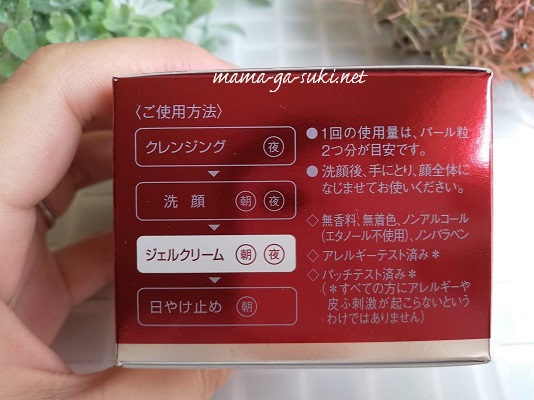 mama-ga-suki.net
〈ご使用方法〉
クレンジング 夜
洗顔 朝 夜
ジェルクリーム 朝 夜
日やけ止め 朝
● 1回の使用量は、パール粒
2つ分が目安です。
● 洗顔後、手にとり、顔全体に
なじませてお使いください。
◇ 無香料、無着色、ノンアルコール
(エタノール不使用)、ノンパラベン
◇ アレルギーテスト済み＊
◇ パッチテスト済み＊
(＊すべての方にアレルギーや
皮ふ刺激が起こらないという
わけではありません)